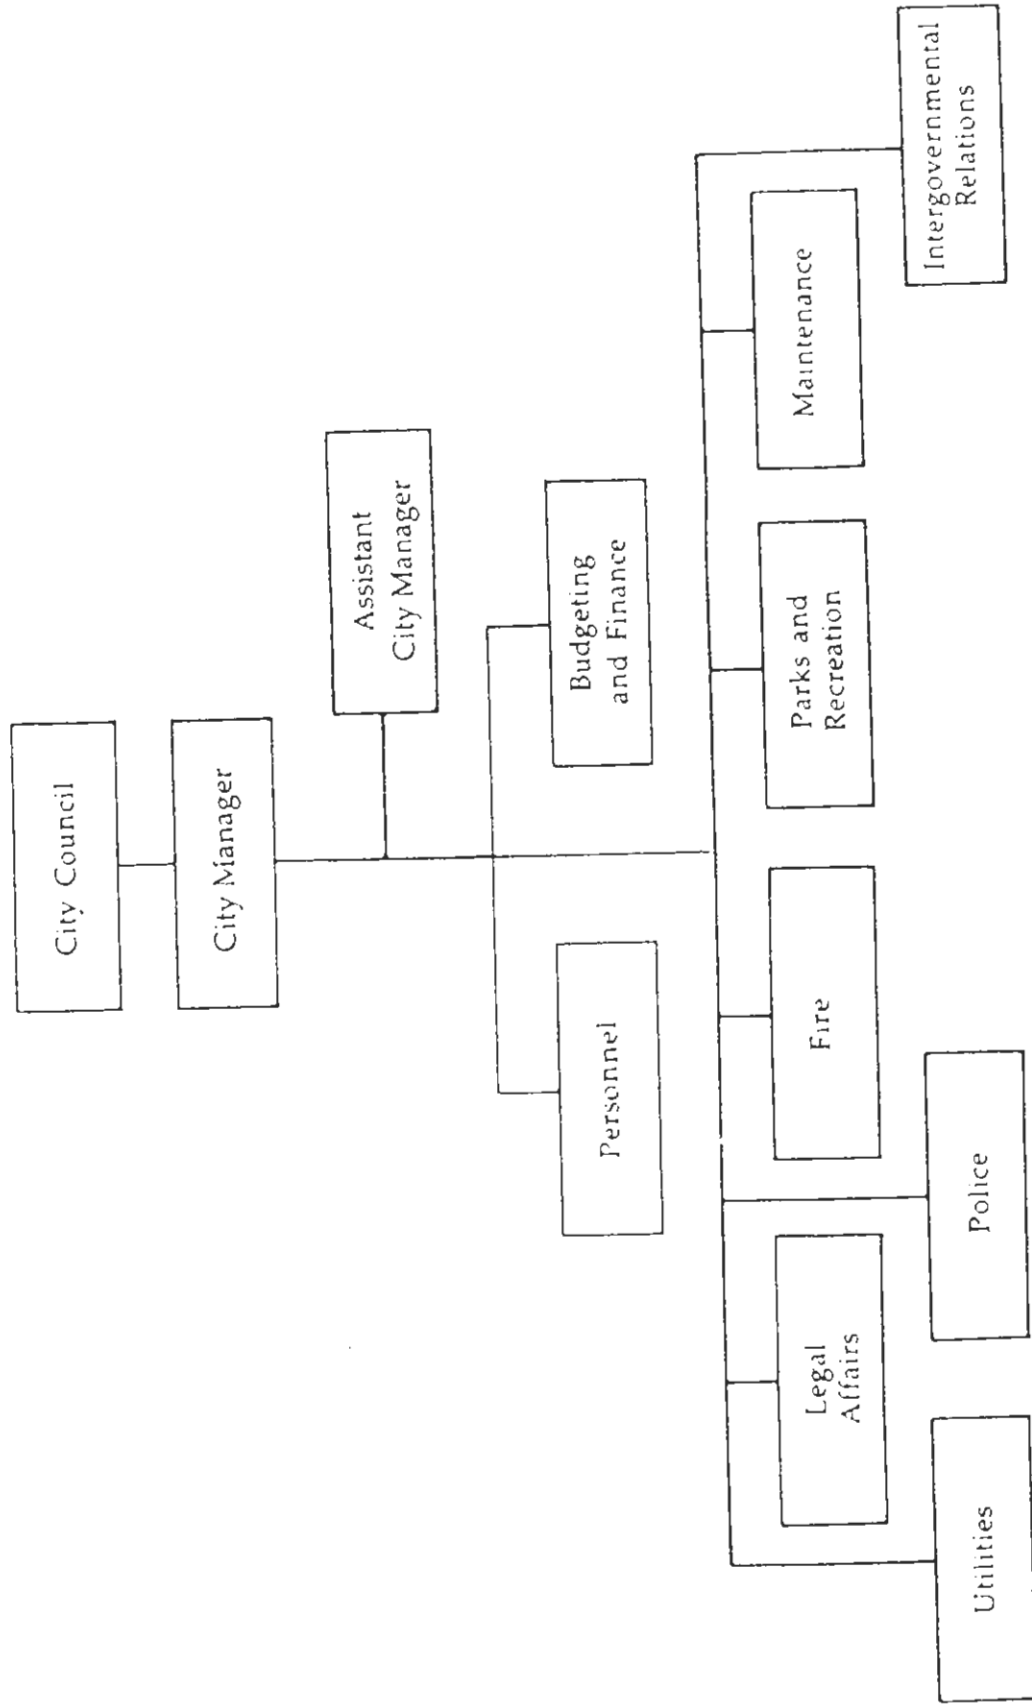 City Council
City Manager
Assistant
City Manager
Personnel
Budgeting
and Finance
Legal
Affairs
Fire
Parks and
Recreation
Maintenance
Utilities
Police
Intergovernmental
Relations